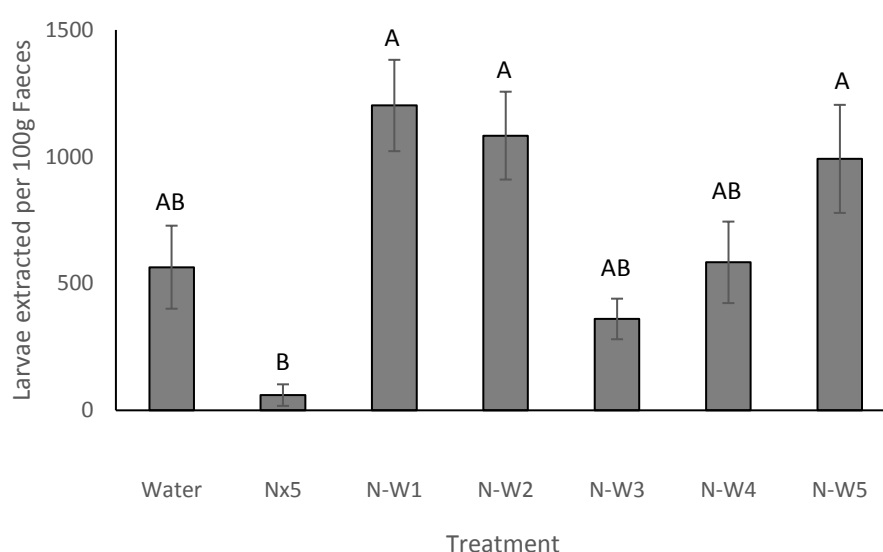 Larvae extracted per 100g Faeces
1500
1000
500
0
AB
B
A
A
AB
AB
A
Water Nx5 N-W1 N-W2 N-W3 N-W4 N-W5
Treatment